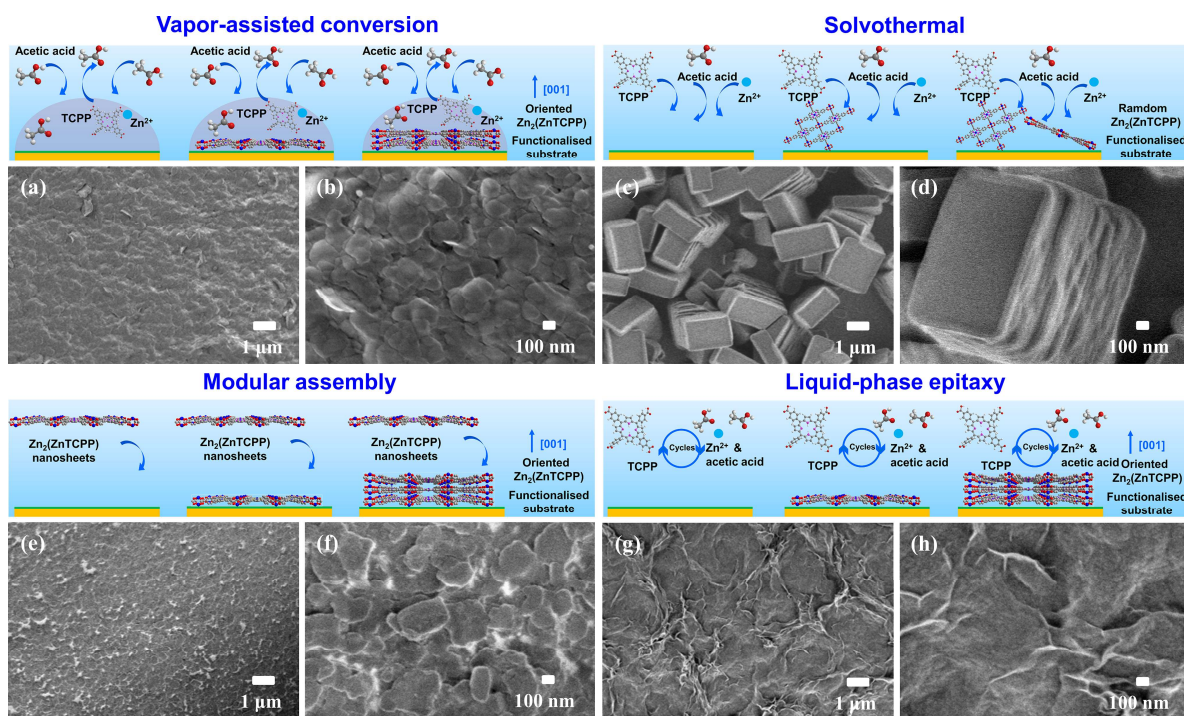 Vapor-assisted conversion
Acetic acid
Acetic acid
Acetic acid
TCPP
Zn²⁺
TCPP
Zn²⁺
TCPP
Zn²⁺
[001]
Oriented
Zn₂(ZnTCPP)
Functionalised
substrate
(a)
1 μm
(b)
100 nm
Solvothermal
TCPP
Acetic acid
Zn²⁺
TCPP
Acetic acid
Zn²⁺
TCPP
Acetic acid
Zn²⁺
Random
Zn₂(ZnTCPP)
Functionalised
substrate
(c)
1 μm
(d)
100 nm
Modular assembly
Zn₂(ZnTCPP)
nanosheets
Zn₂(ZnTCPP)
nanosheets
Zn₂(ZnTCPP)
nanosheets
[001]
Oriented
Zn₂(ZnTCPP)
Functionalised
substrate
(e)
1 μm
(f)
100 nm
Liquid-phase epitaxy
TCPP
Cycles
Zn²⁺ &
acetic acid
TCPP
Cycles
Zn²⁺ &
acetic acid
TCPP
Cycles
Zn²⁺ &
acetic acid
[001]
Oriented
Zn₂(ZnTCPP)
Functionalised
substrate
(g)
1 μm
(h)
100 nm